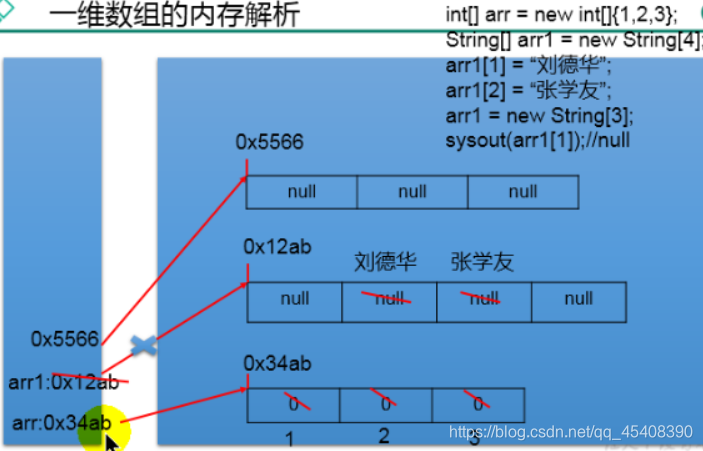 一维数组的内存解析
int[] arr = new int[]{1,2,3};
String[] arr1 = new String[4];
arr1[1] = “刘德华”;
arr1[2] = “张学友”;
arr1 = new String[3];
sysout(arr1[1]);//null
0x5566
null null null
0x12ab
刘德华 张学友
null null null null
0x5566
arr1:0x12ab
0x34ab
0 0 0
arr:0x34ab
1 2 3
https://blog.csdn.net/qq_45408390